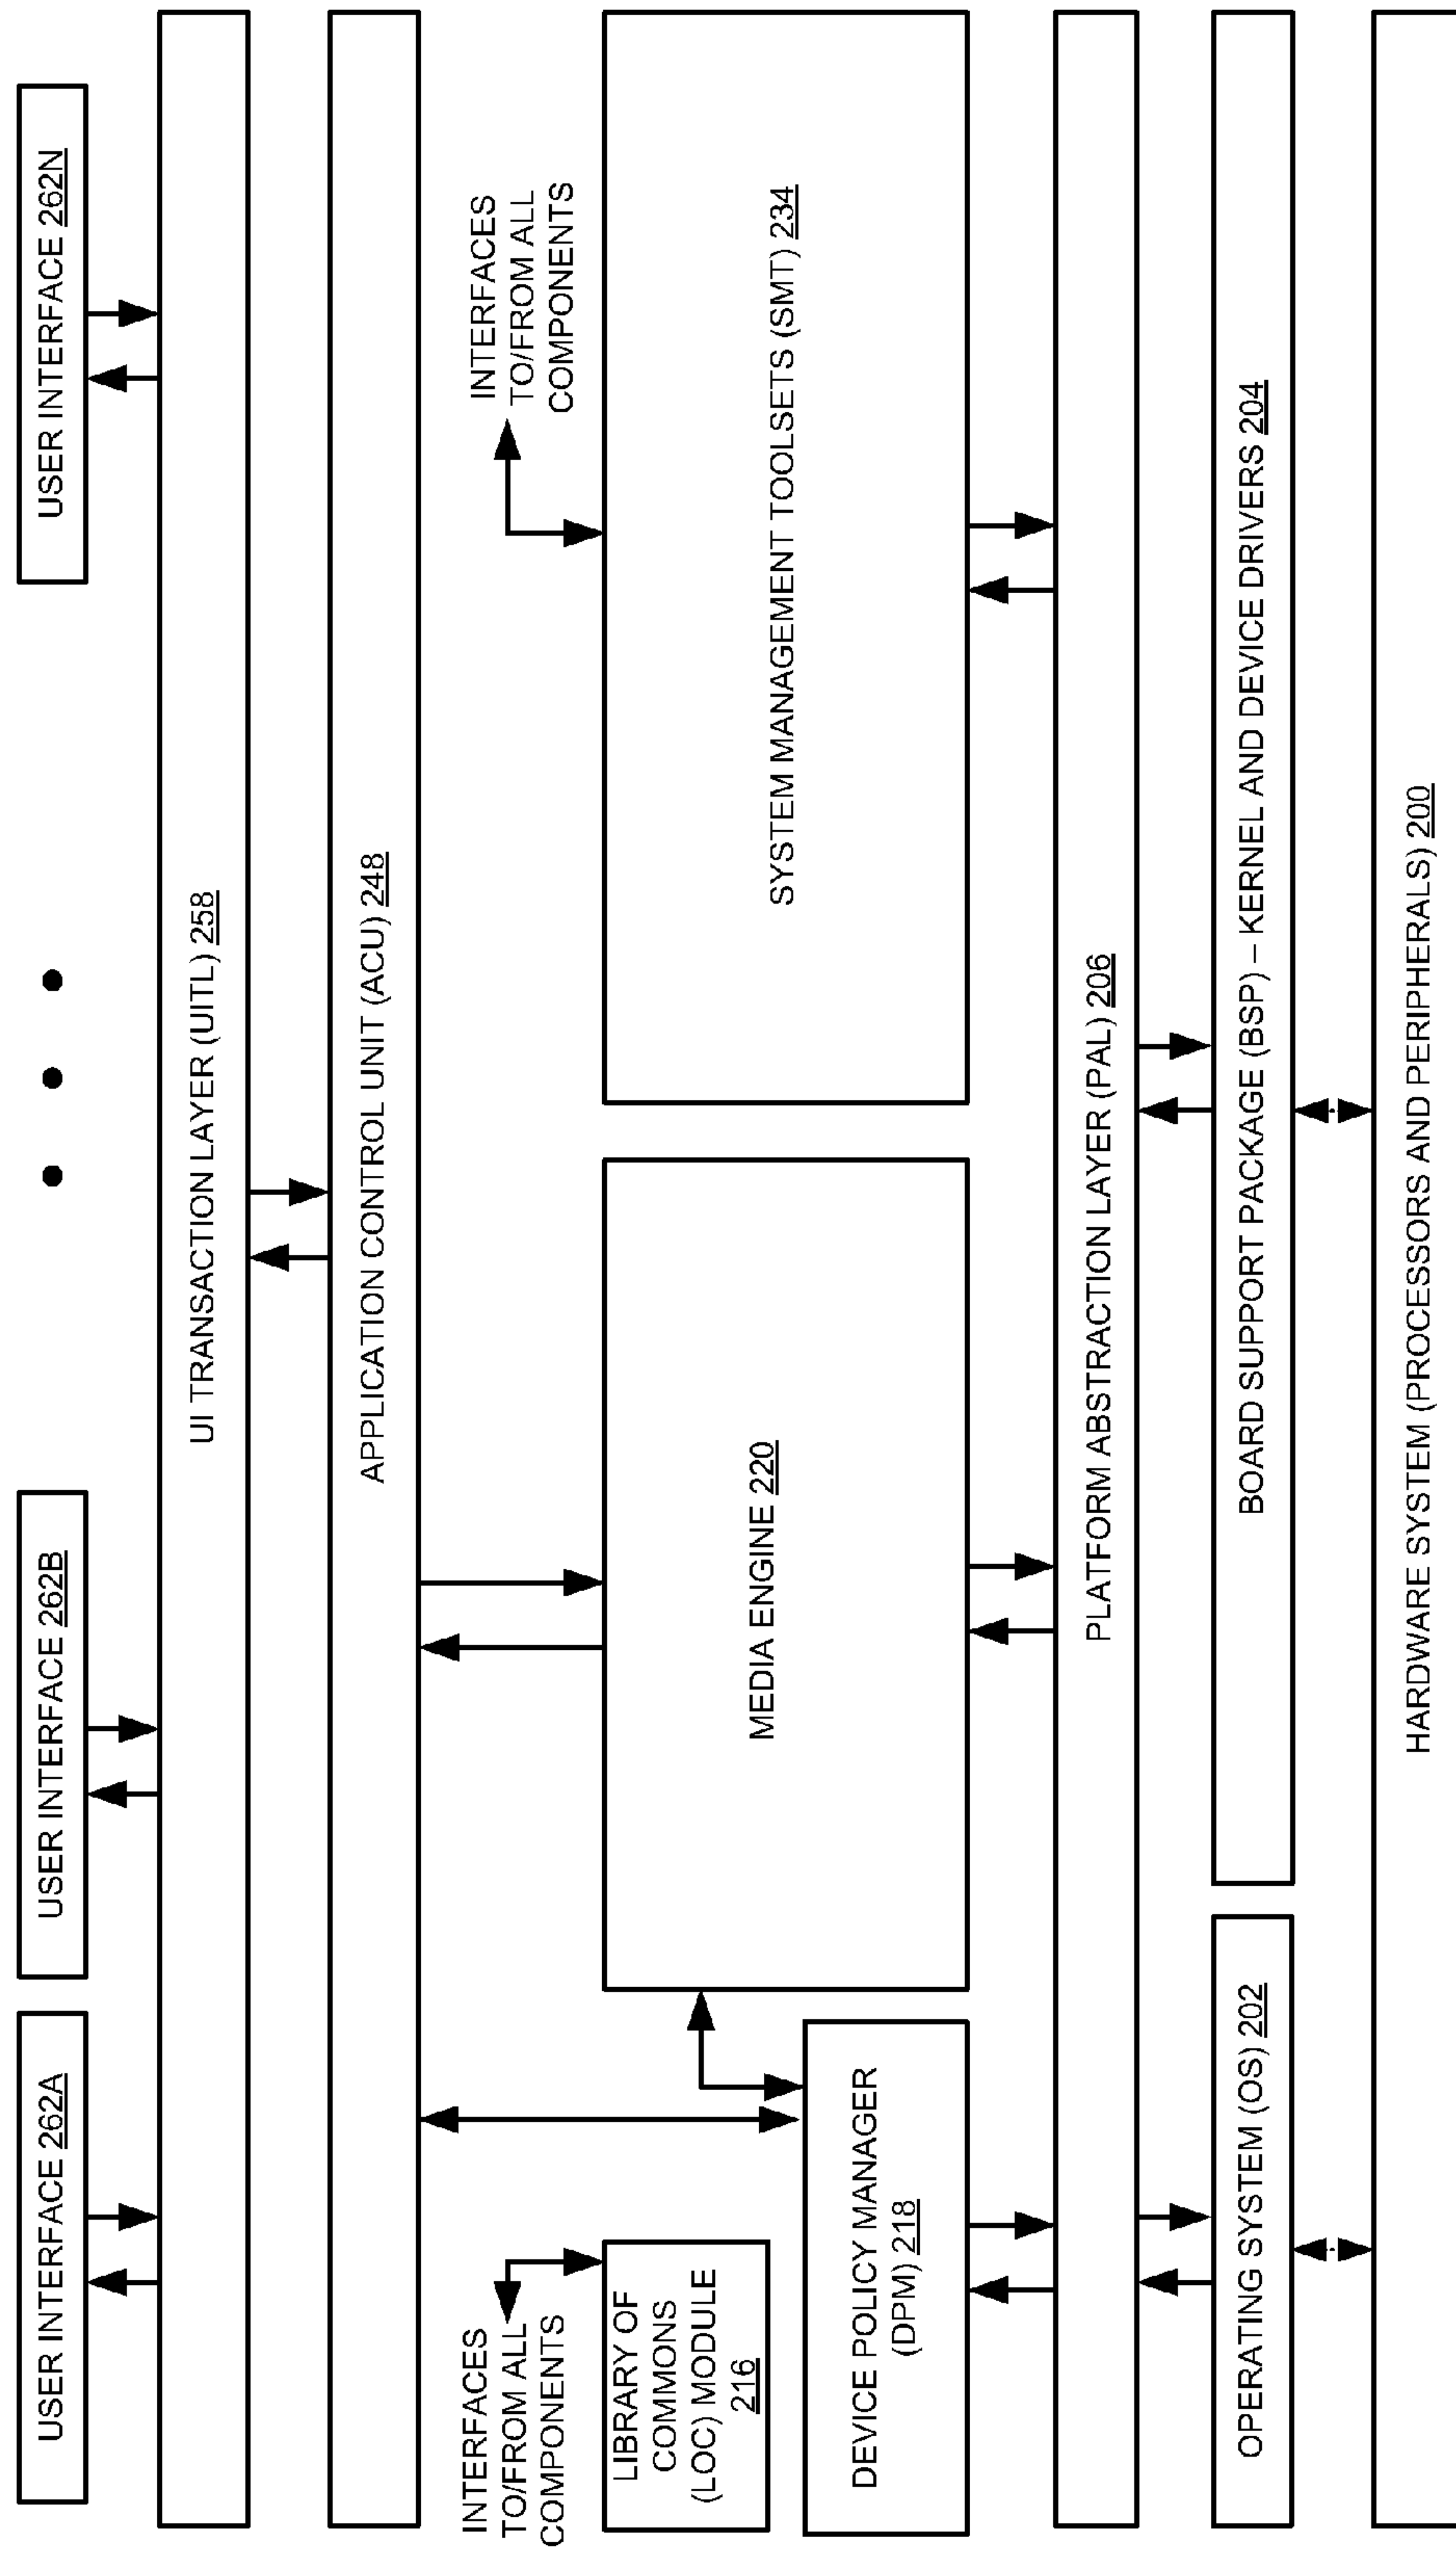 USER INTERFACE 262A
USER INTERFACE 262B
USER INTERFACE 262N
UI TRANSACTION LAYER (UITL) 258
APPLICATION CONTROL UNIT (ACU) 248
INTERFACES
TO/FROM ALL
COMPONENTS
INTERFACES
TO/FROM ALL
COMPONENTS
LIBRARY OF
COMMONS
(LOC) MODULE
216
DEVICE POLICY MANAGER
(DPM) 218
MEDIA ENGINE 220
SYSTEM MANAGEMENT TOOLSETS (SMT) 234
PLATFORM ABSTRACTION LAYER (PAL) 206
OPERATING SYSTEM (OS) 202
BOARD SUPPORT PACKAGE (BSP) – KERNEL AND DEVICE DRIVERS 204
HARDWARE SYSTEM (PROCESSORS AND PERIPHERALS) 200